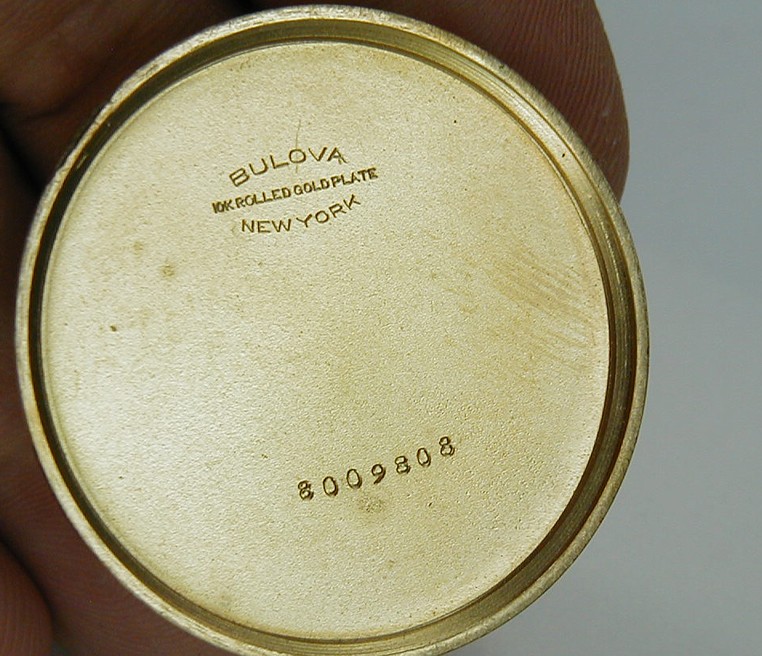 BULOVA
10K ROLLED GOLD PLATE
NEW YORK
8009808